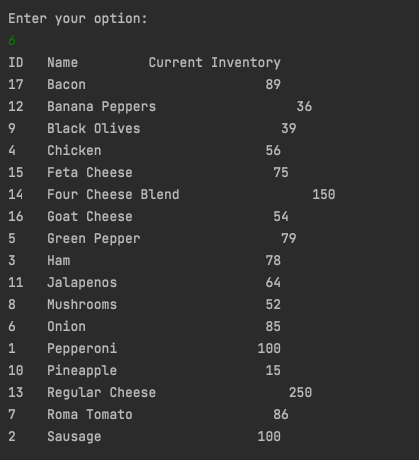 Enter your option:
6
ID   Name         Current Inventory
17   Bacon                       89
12   Banana Peppers                  36
9    Black Olives                  39
4    Chicken                     56
15   Feta Cheese                  75
14   Four Cheese Blend                 150
16   Goat Cheese                  54
5    Green Pepper                  79
3    Ham                         78
11   Jalapenos                   64
8    Mushrooms                   52
6    Onion                       85
1    Pepperoni                  100
10   Pineapple                   15
13   Regular Cheese                 250
7    Roma Tomato                  86
2    Sausage                    100